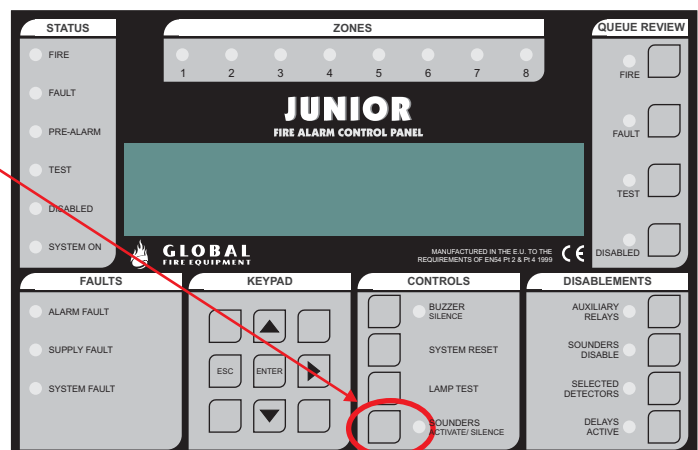 STATUS
FIRE
FAULT
PRE-ALARM
TEST
DISABLED
SYSTEM ON
ZONES
1 2 3 4 5 6 7 8
JUNIOR
FIRE ALARM CONTROL PANEL
GLOBAL
FIRE EQUIPMENT
MANUFACTURED IN THE E.U. TO THE
REQUIREMENTS OF EN54 Pt 2 & Pt 4 1999
CE
QUEUE REVIEW
FIRE
FAULT
TEST
DISABLED
FAULTS
ALARM FAULT
SUPPLY FAULT
SYSTEM FAULT
KEYPAD
ESC ENTER
CONTROLS
BUZZER
SILENCE
SYSTEM RESET
LAMP TEST
SOUNDERS
ACTIVATE/ SILENCE
DISABLEMENTS
AUXILIARY
RELAYS
SOUNDERS
DISABLE
SELECTED
DETECTORS
DELAYS
ACTIVE